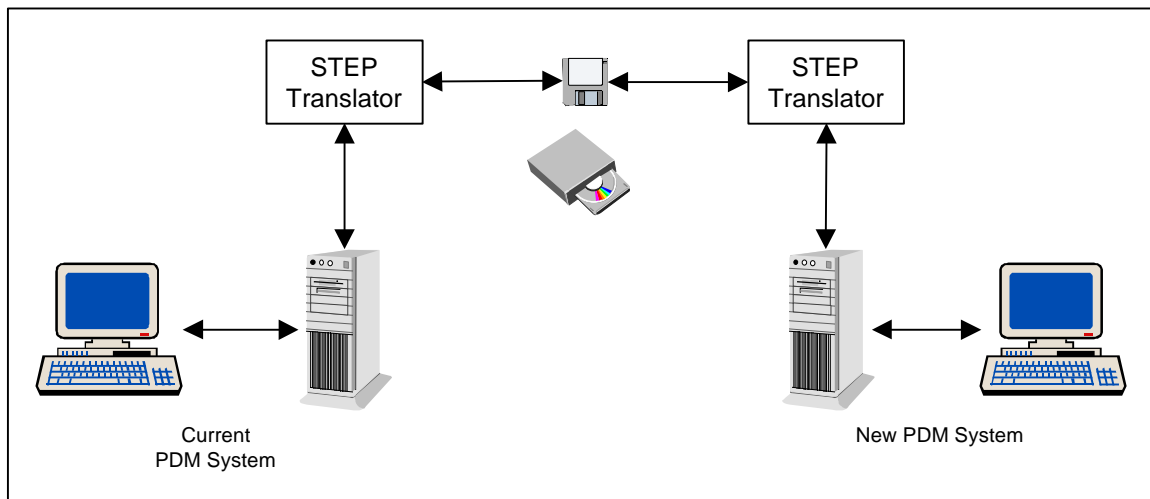 STEP
Translator
STEP
Translator
Current
PDM System
New PDM System